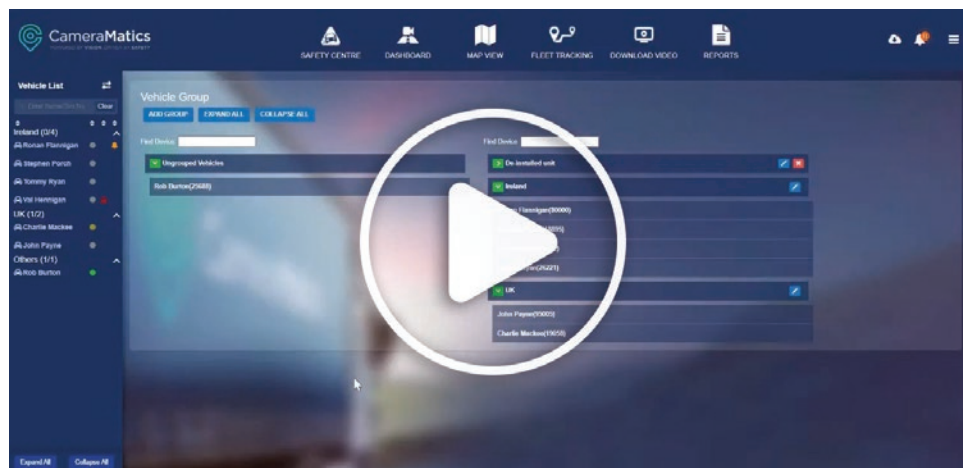 CameraMatics
SAFETY CENTRE
DASHBOARD
MAP VIEW
FLEET TRACKING
DOWNLOAD VIDEO
REPORTS
Vehicle List
Clear
Ireland (0/4)
Ronan Flannigan
Stephen Porch
Tommy Ryan
Val Hennigan
UK (1/2)
Charlie Mackee
John Payne
Others (1/1)
Rob Burton
Expand All
Collapse All
Vehicle Group
ADD GROUP
EXPAND ALL
COLLAPSE ALL
Find Device
Ungrouped Vehicles
Rob Burton(25688)
Find Device
De-installed unit
Ireland
Flannigan(90000)
UK
John Payne
Charlie Mackee(19058)